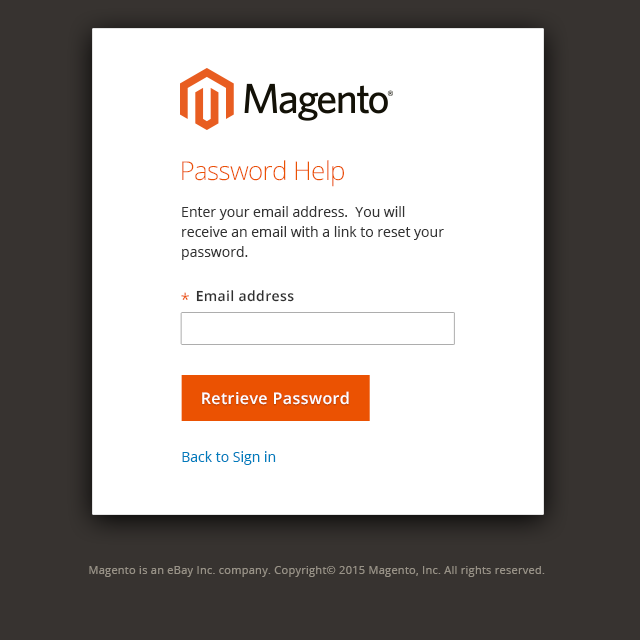 Magento®
Password Help
Enter your email address.  You will
receive an email with a link to reset your
password.
* Email address
Retrieve Password
Back to Sign in
Magento is an eBay Inc. company. Copyright© 2015 Magento, Inc. All rights reserved.